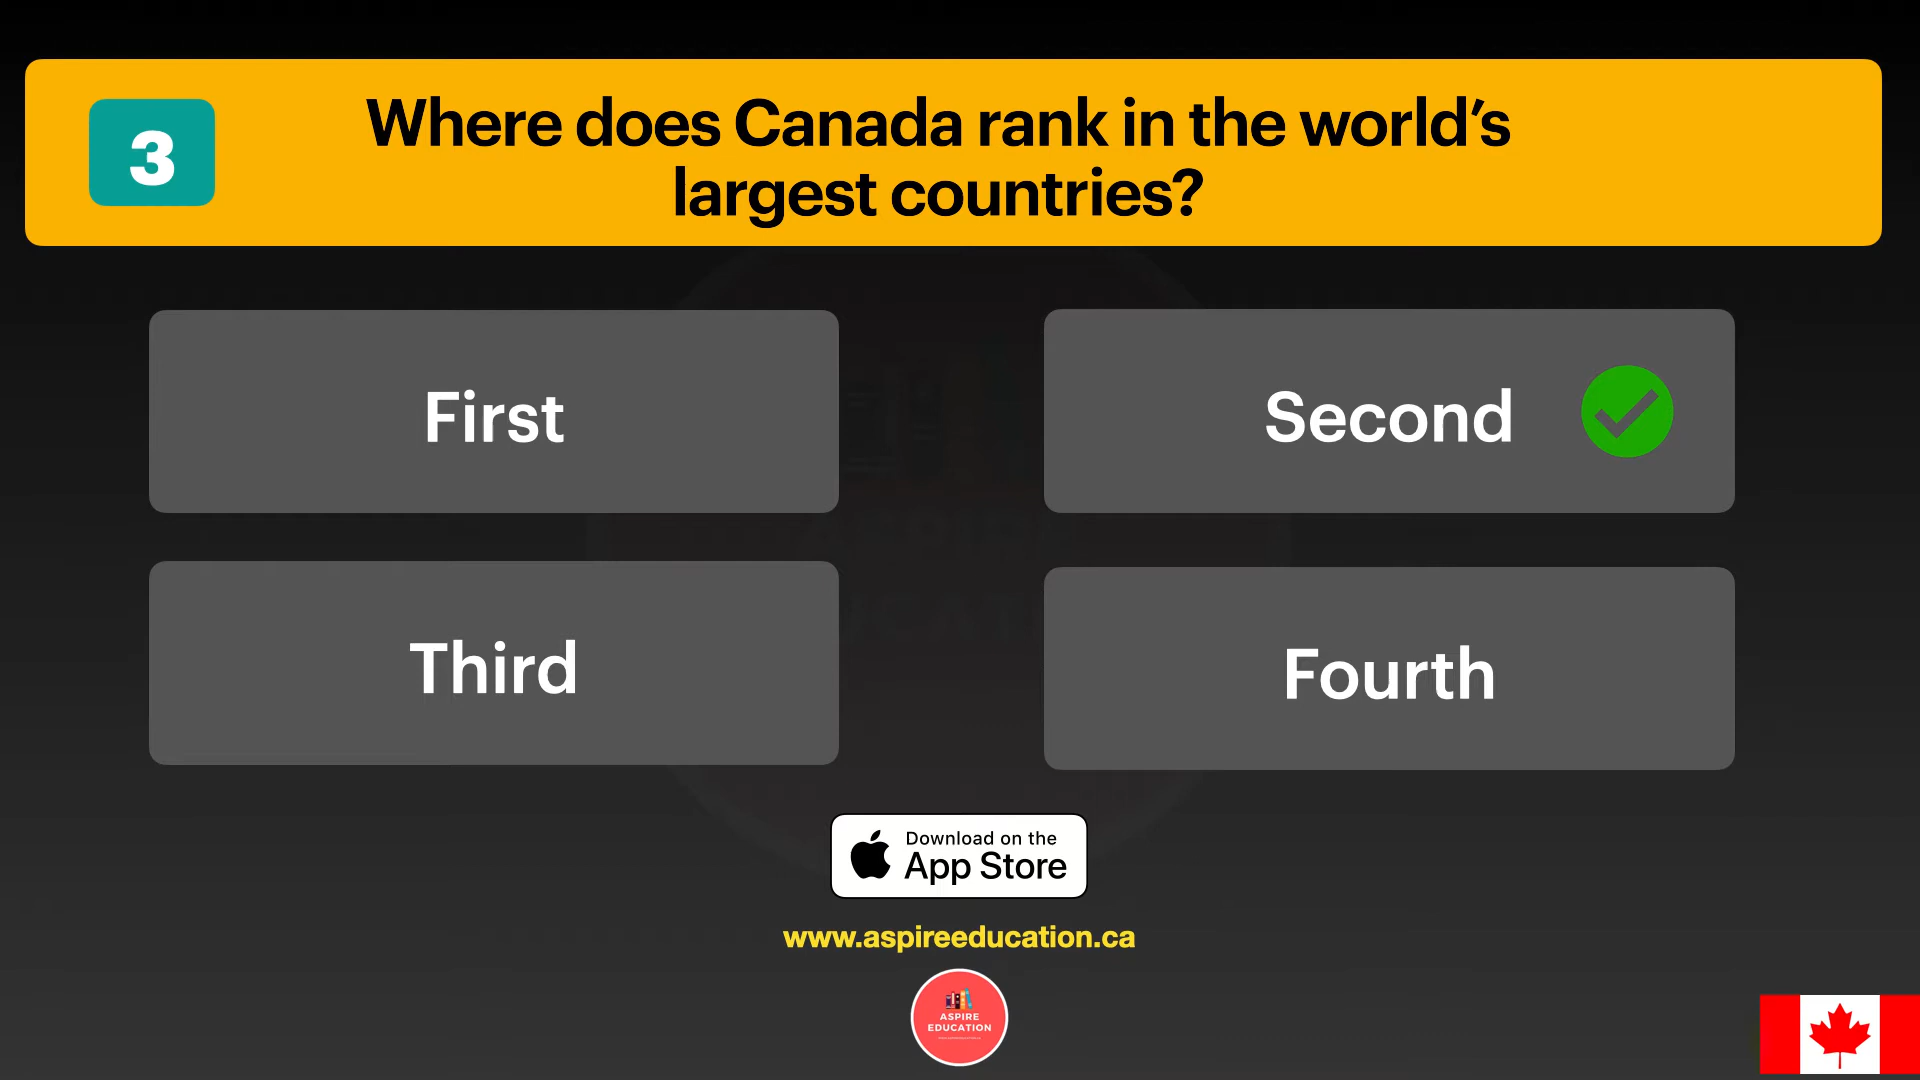 3
Where does Canada rank in the world’s
largest countries?
First
Second
Third
Fourth
Download on the
App Store
www.aspireeducation.ca
ASPIRE
EDUCATION